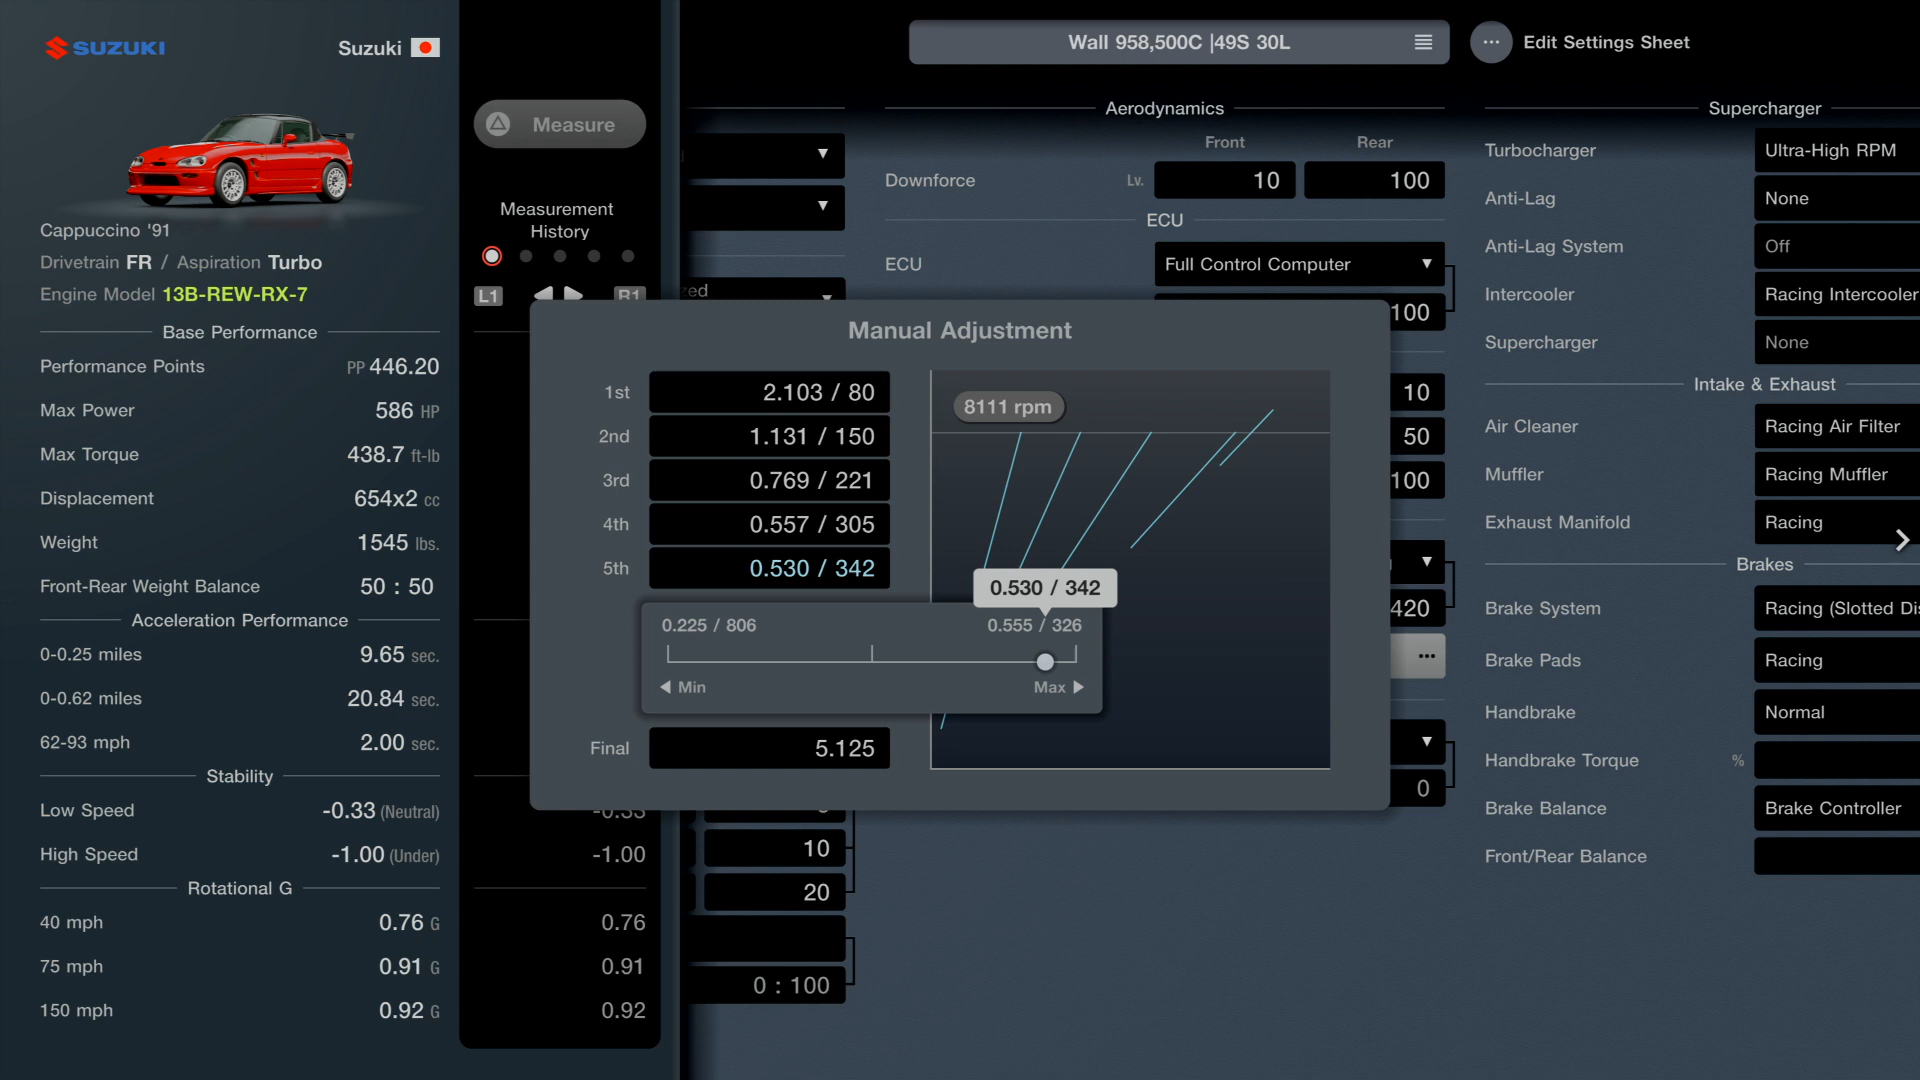 SUZUKI
Suzuki
Cappuccino '91
Drivetrain FR / Aspiration Turbo
Engine Model 13B-REW-RX-7
Base Performance
Performance Points PP 446.20
Max Power 586 HP
Max Torque 438.7 ft-lb
Displacement 654x2 cc
Weight 1545 lbs.
Front-Rear Weight Balance 50 : 50
Acceleration Performance
0-0.25 miles 9.65 sec.
0-0.62 miles 20.84 sec.
62-93 mph 2.00 sec.
Stability
Low Speed -0.33 (Neutral)
High Speed -1.00 (Under)
Rotational G
40 mph 0.76 G
75 mph 0.91 G
150 mph 0.92 G
Measure
Measurement
History
L1 R1
-0.33
-1.00
0.76
0.91
0.92
Wall 958,500C |49S 30L
Edit Settings Sheet
zed
10
20
0 : 100
Aerodynamics
Front Rear
Downforce Lv. 10 100
ECU
ECU Full Control Computer
100
10
50
100
420
0
Manual Adjustment
1st 2.103 / 80
2nd 1.131 / 150
3rd 0.769 / 221
4th 0.557 / 305
5th 0.530 / 342
8111 rpm
0.530 / 342
0.225 / 806 0.555 / 326
Min Max
Final 5.125
Supercharger
Turbocharger Ultra-High RPM
Anti-Lag None
Anti-Lag System Off
Intercooler Racing Intercooler
Supercharger None
Intake & Exhaust
Air Cleaner Racing Air Filter
Muffler Racing Muffler
Exhaust Manifold Racing
Brakes
Brake System Racing (Slotted Dis
Brake Pads Racing
Handbrake Normal
Handbrake Torque %
Brake Balance Brake Controller
Front/Rear Balance